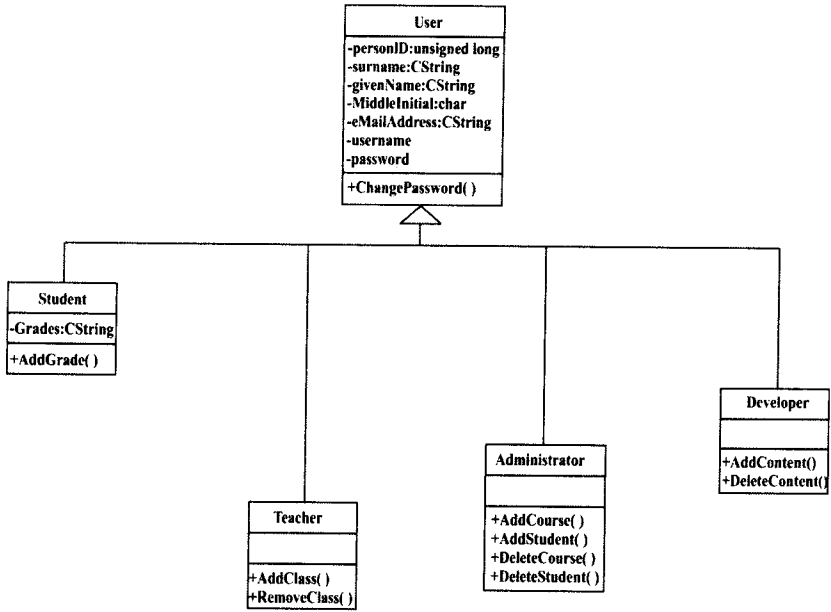 User
-personID:unsigned long
-surname:CString
-givenName:CString
-MiddleInitial:char
-eMailAddress:CString
-username
-password
+ChangePassword( )
Student
-Grades:CString
+AddGrade( )
Developer
+AddContent()
+DeleteContent()
Administrator
+AddCourse( )
+AddStudent( )
+DeleteCourse( )
+DeleteStudent( )
Teacher
+AddClass( )
+RemoveClass( )